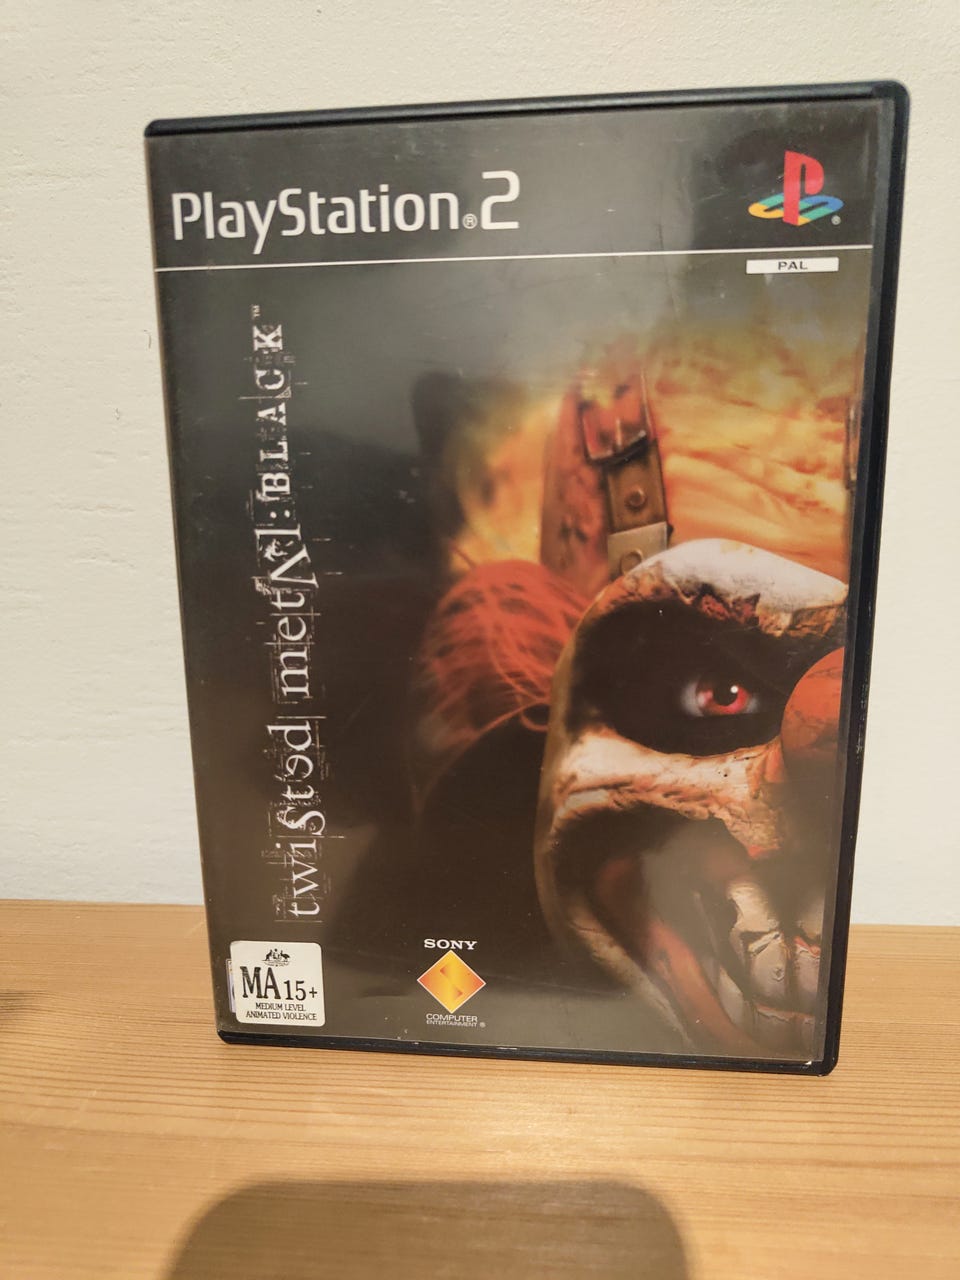 PlayStation®2
PAL
twisted metAl:BLACK™
MA15+
MEDIUM LEVEL
ANIMATED VIOLENCE
SONY
COMPUTER
ENTERTAINMENT®